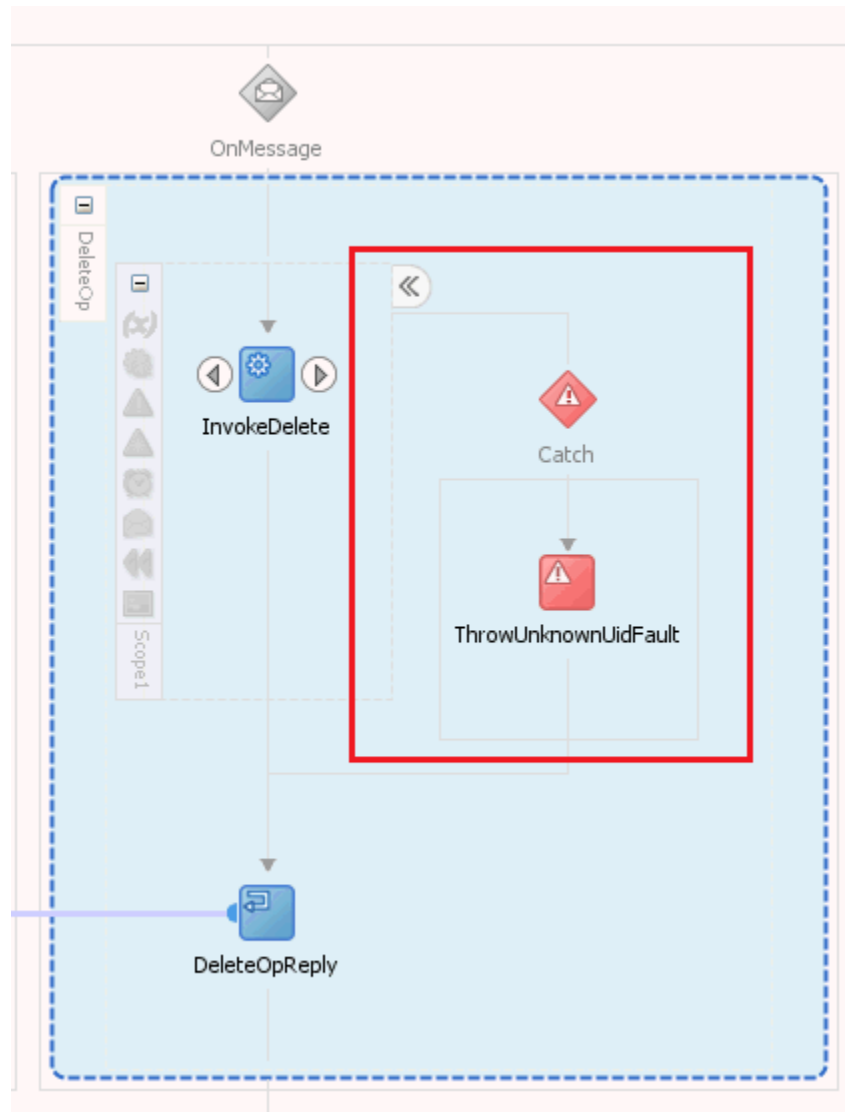 OnMessage
DeleteOp
InvokeDelete
Catch
ThrowUnknownUidFault
Scope1
DeleteOpReply